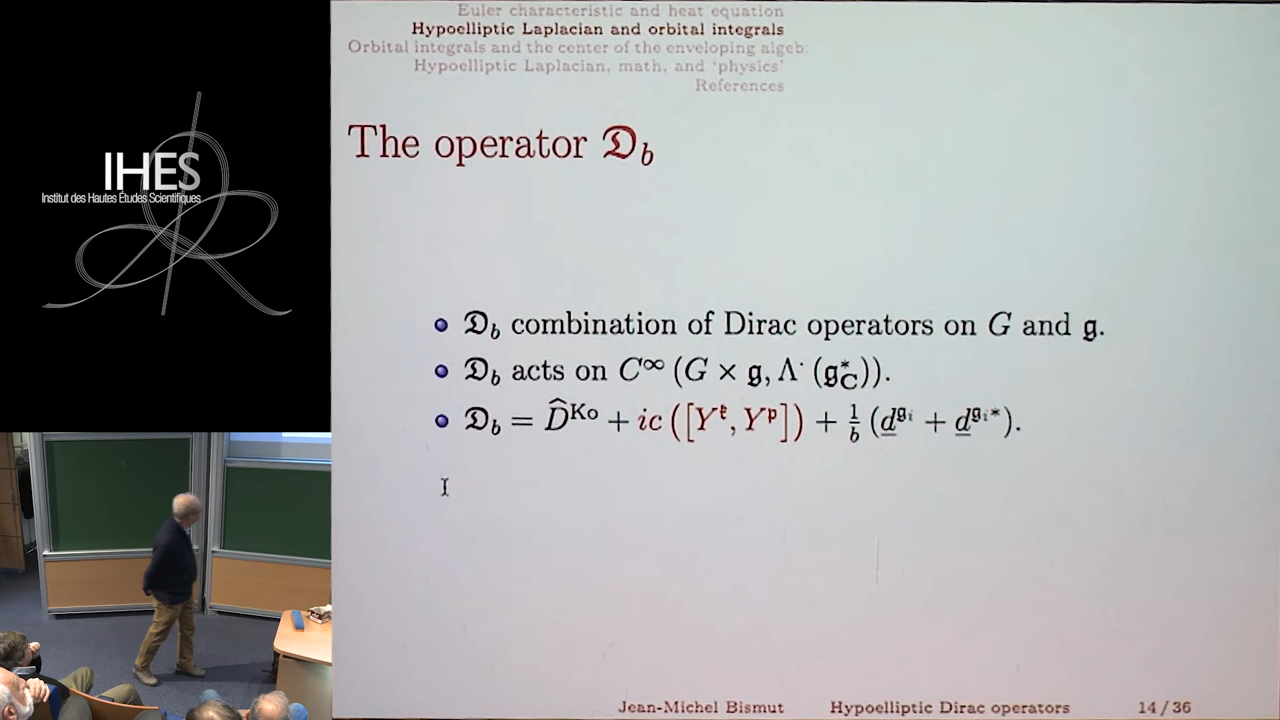 IHES
Institut des Hautes Études Scientifiques
Euler characteristic and heat equation
Hypoelliptic Laplacian and orbital integrals
Orbital integrals and the center of the enveloping algeb
Hypoelliptic Laplacian, math, and ‘physics’
References
The operator 𝔇_b
𝔇_b combination of Dirac operators on G and 𝔤.
𝔇_b acts on C^∞ (G × 𝔤, Λ^· (𝔤^*_C)).
𝔇_b = D̂^Ko + ic ([Y^𝔨, Y^𝔭]) + 1/b (d̲^{𝔤_i} + d̲^{𝔤_i*}).
Jean-Michel Bismut Hypoelliptic Dirac operators 14 / 36